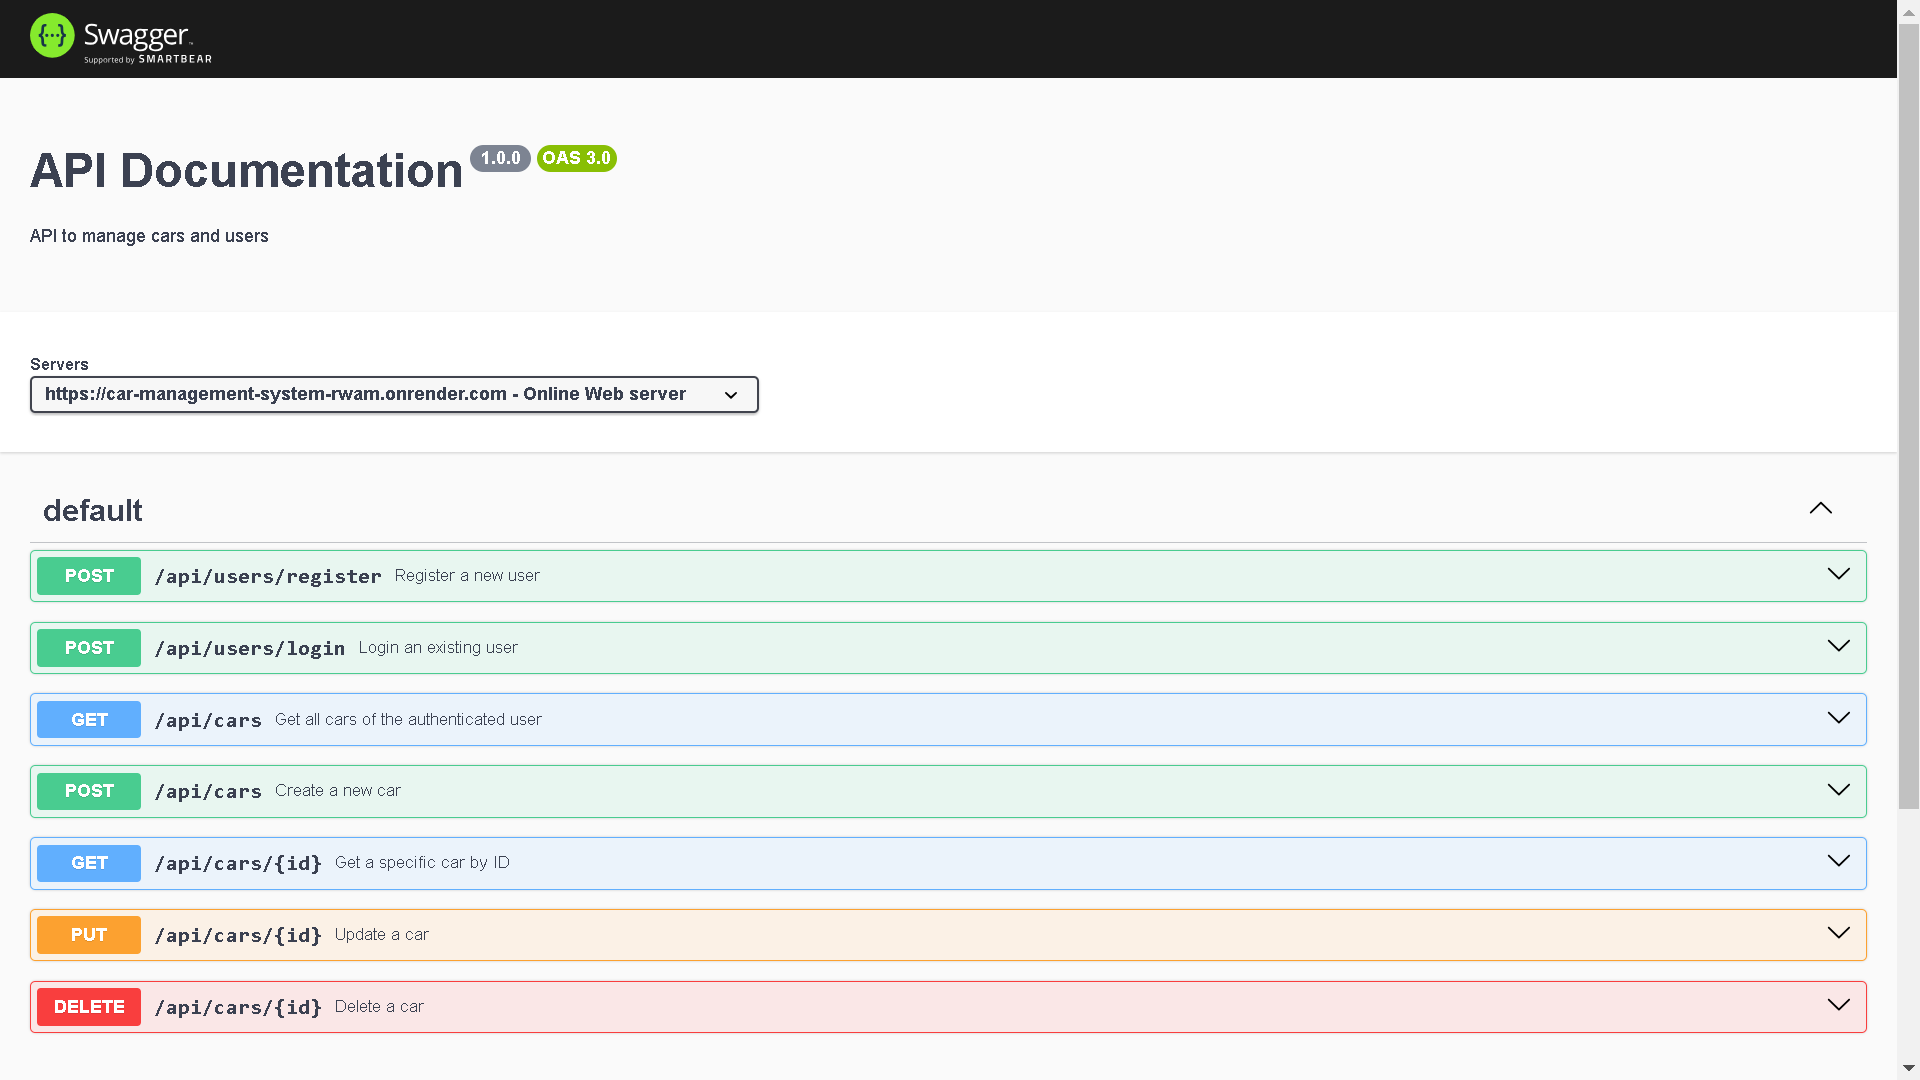 {···} Swagger™
Supported by SMARTBEAR
API Documentation 1.0.0 OAS 3.0
API to manage cars and users
Servers
https://car-management-system-rwam.onrender.com - Online Web server
default
POST /api/users/register Register a new user
POST /api/users/login Login an existing user
GET /api/cars Get all cars of the authenticated user
POST /api/cars Create a new car
GET /api/cars/{id} Get a specific car by ID
PUT /api/cars/{id} Update a car
DELETE /api/cars/{id} Delete a car